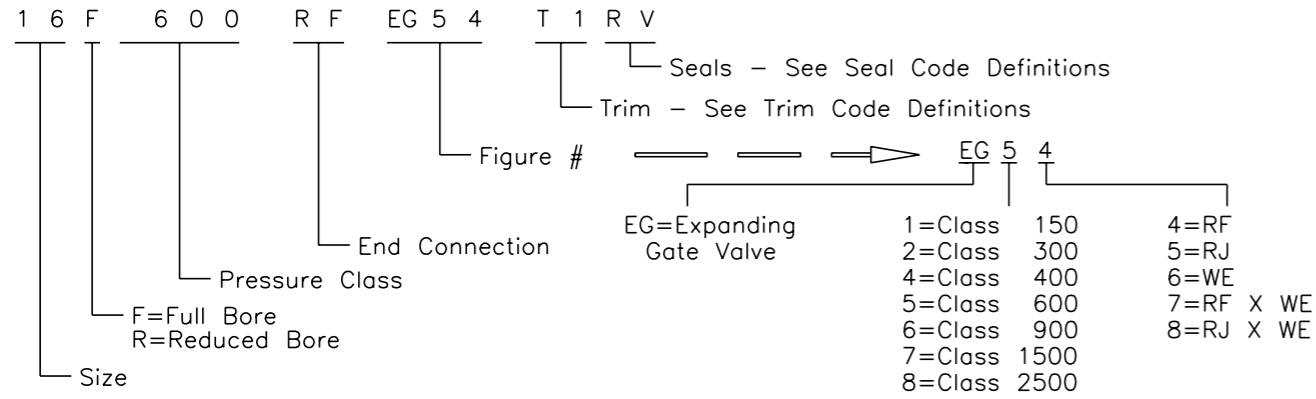 1 6 F 6 0 0 R F EG 5 4 T 1 R V
Seals – See Seal Code Definitions
Trim – See Trim Code Definitions
Figure #
EG 5 4
End Connection
Pressure Class
F=Full Bore
R=Reduced Bore
Size
EG=Expanding
Gate Valve
1=Class 150
2=Class 300
4=Class 400
5=Class 600
6=Class 900
7=Class 1500
8=Class 2500
4=RF
5=RJ
6=WE
7=RF X WE
8=RJ X WE